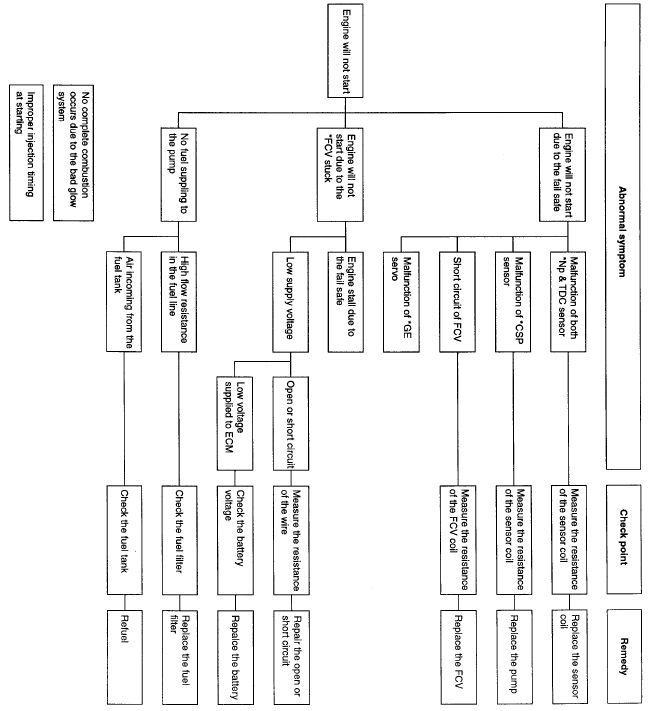 Abnormal symptom
Check point
Remedy
Engine will not start
Engine will not start
due to the fail safe
Malfunction of both
*Np & TDC sensor
Measure the resistance
of the sensor coil
Replace the sensor
coil
Malfunction of *CSP
sensor
Measure the resistance
of the sensor coil
Replace the pump
Short circuit of FCV
Measure the resistance
of the FCV coil
Replace the FCV
Malfunction of *GE
servo
Engine will not
start due to the
*FCV stuck
Engine stall due to
the fail safe
Low supply voltage
Open or short circuit
Measure the resistance
of the wire
Repair the open or
short circuit
Low voltage
supplied to ECM
Check the battery
voltage
Repalce the battery
No fuel suppling to
the pump
High flow resistance
in the fuel line
Check the fuel filter
Replace the fuel
filter
Air incoming from the
fuel tank
Check the fuel tank
Refuel
No complete combustion
occurs due to the bad glow
system
Improper injection timing
at starting